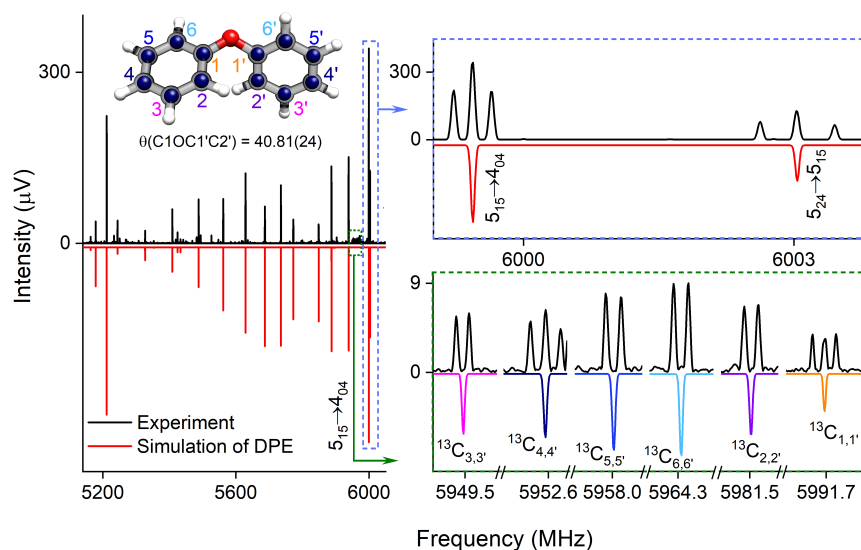 300
0
Intensity (μV)
6
6'
5
5'
1
1'
4
4'
3
2
2'
3'
θ(C1OC1'C2') = 40.81(24)
Experiment
Simulation of DPE
5₁₅→4₀₄
5200
5600
6000
300
0
5₁₅→4₀₄
5₂₄→5₁₅
6000
6003
9
0
¹³C₃,₃'
¹³C₄,₄'
¹³C₅,₅'
¹³C₆,₆'
¹³C₂,₂'
¹³C₁,₁'
5949.5
5952.6
5958.0
5964.3
5981.5
5991.7
Frequency (MHz)